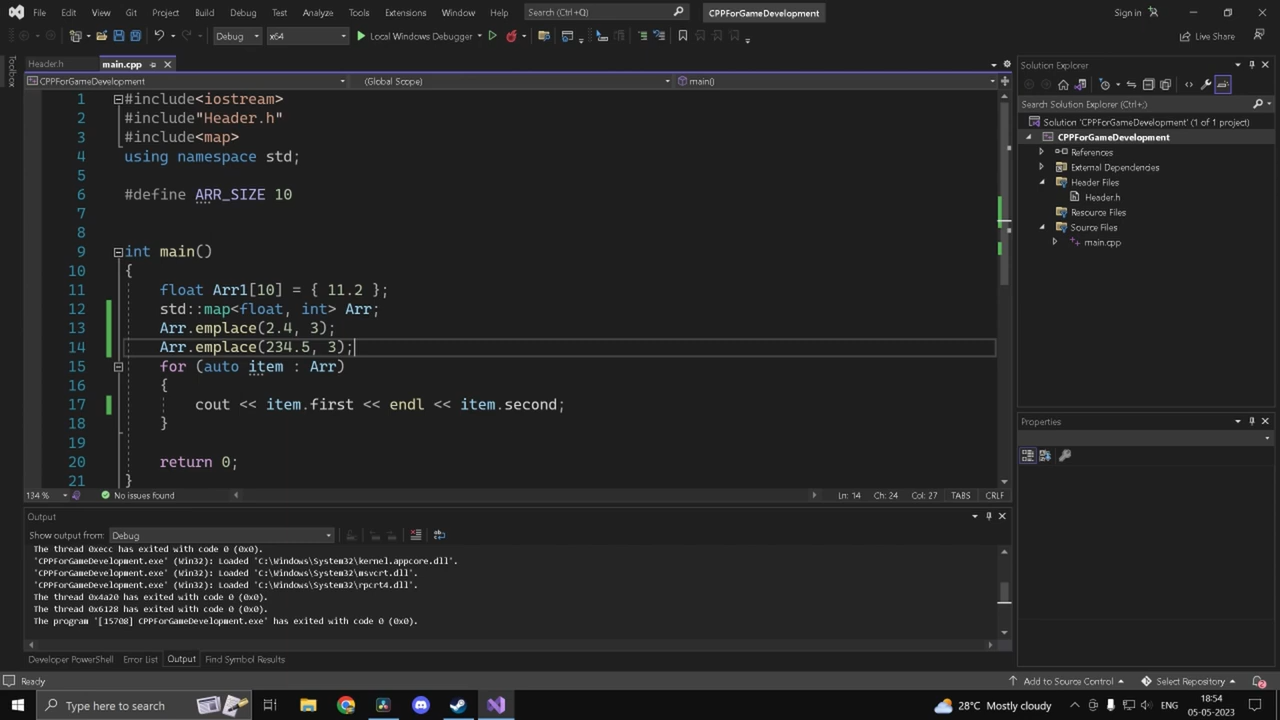 File Edit View Git Project Build Debug Test Analyze Tools Extensions Window Help Search (Ctrl+Q) CPPForGameDevelopment Sign in
Debug x64 Local Windows Debugger Live Share
Toolbox
Header.h main.cpp
CPPForGameDevelopment (Global Scope) main()
1 #include<iostream>
2 #include"Header.h"
3 #include<map>
4 using namespace std;
5
6 #define ARR_SIZE 10
7
8
9 int main()
10 {
11 float Arr1[10] = { 11.2 };
12 std::map<float, int> Arr;
13 Arr.emplace(2.4, 3);
14 Arr.emplace(234.5, 3);
15 for (auto item : Arr)
16 {
17 cout << item.first << endl << item.second;
18 }
19
20 return 0;
21 }
134 % No issues found Ln: 14 Ch: 24 Col: 27 TABS CRLF
Output
Show output from: Debug
The thread 0xecc has exited with code 0 (0x0).
'CPPForGameDevelopment.exe' (Win32): Loaded 'C:\Windows\System32\kernel.appcore.dll'.
'CPPForGameDevelopment.exe' (Win32): Loaded 'C:\Windows\System32\msvcrt.dll'.
'CPPForGameDevelopment.exe' (Win32): Loaded 'C:\Windows\System32\rpcrt4.dll'.
The thread 0x4a20 has exited with code 0 (0x0).
The thread 0x6128 has exited with code 0 (0x0).
The program '[15708] CPPForGameDevelopment.exe' has exited with code 0 (0x0).
Developer PowerShell Error List Output Find Symbol Results
Solution Explorer
Search Solution Explorer (Ctrl+;)
Solution 'CPPForGameDevelopment' (1 of 1 project)
CPPForGameDevelopment
References
External Dependencies
Header Files
Header.h
Resource Files
Source Files
main.cpp
Properties
Ready Add to Source Control Select Repository 2
Type here to search 28°C Mostly cloudy ENG 18:54
05-05-2023